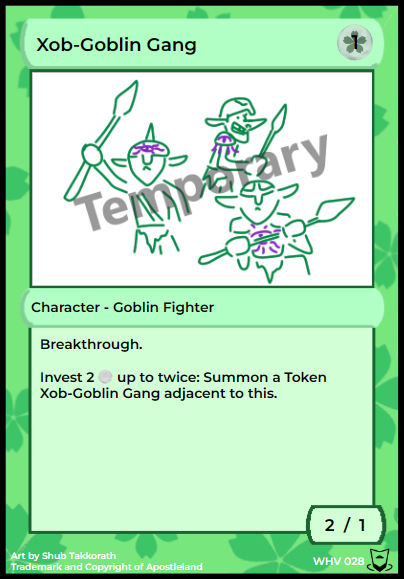 Xob-Goblin Gang
1
Temporary
Character - Goblin Fighter
Breakthrough.
Invest 2 up to twice: Summon a Token
Xob-Goblin Gang adjacent to this.
2 / 1
Art by Shub Takkorath
Trademark and Copyright of Apostleland
WHV 028